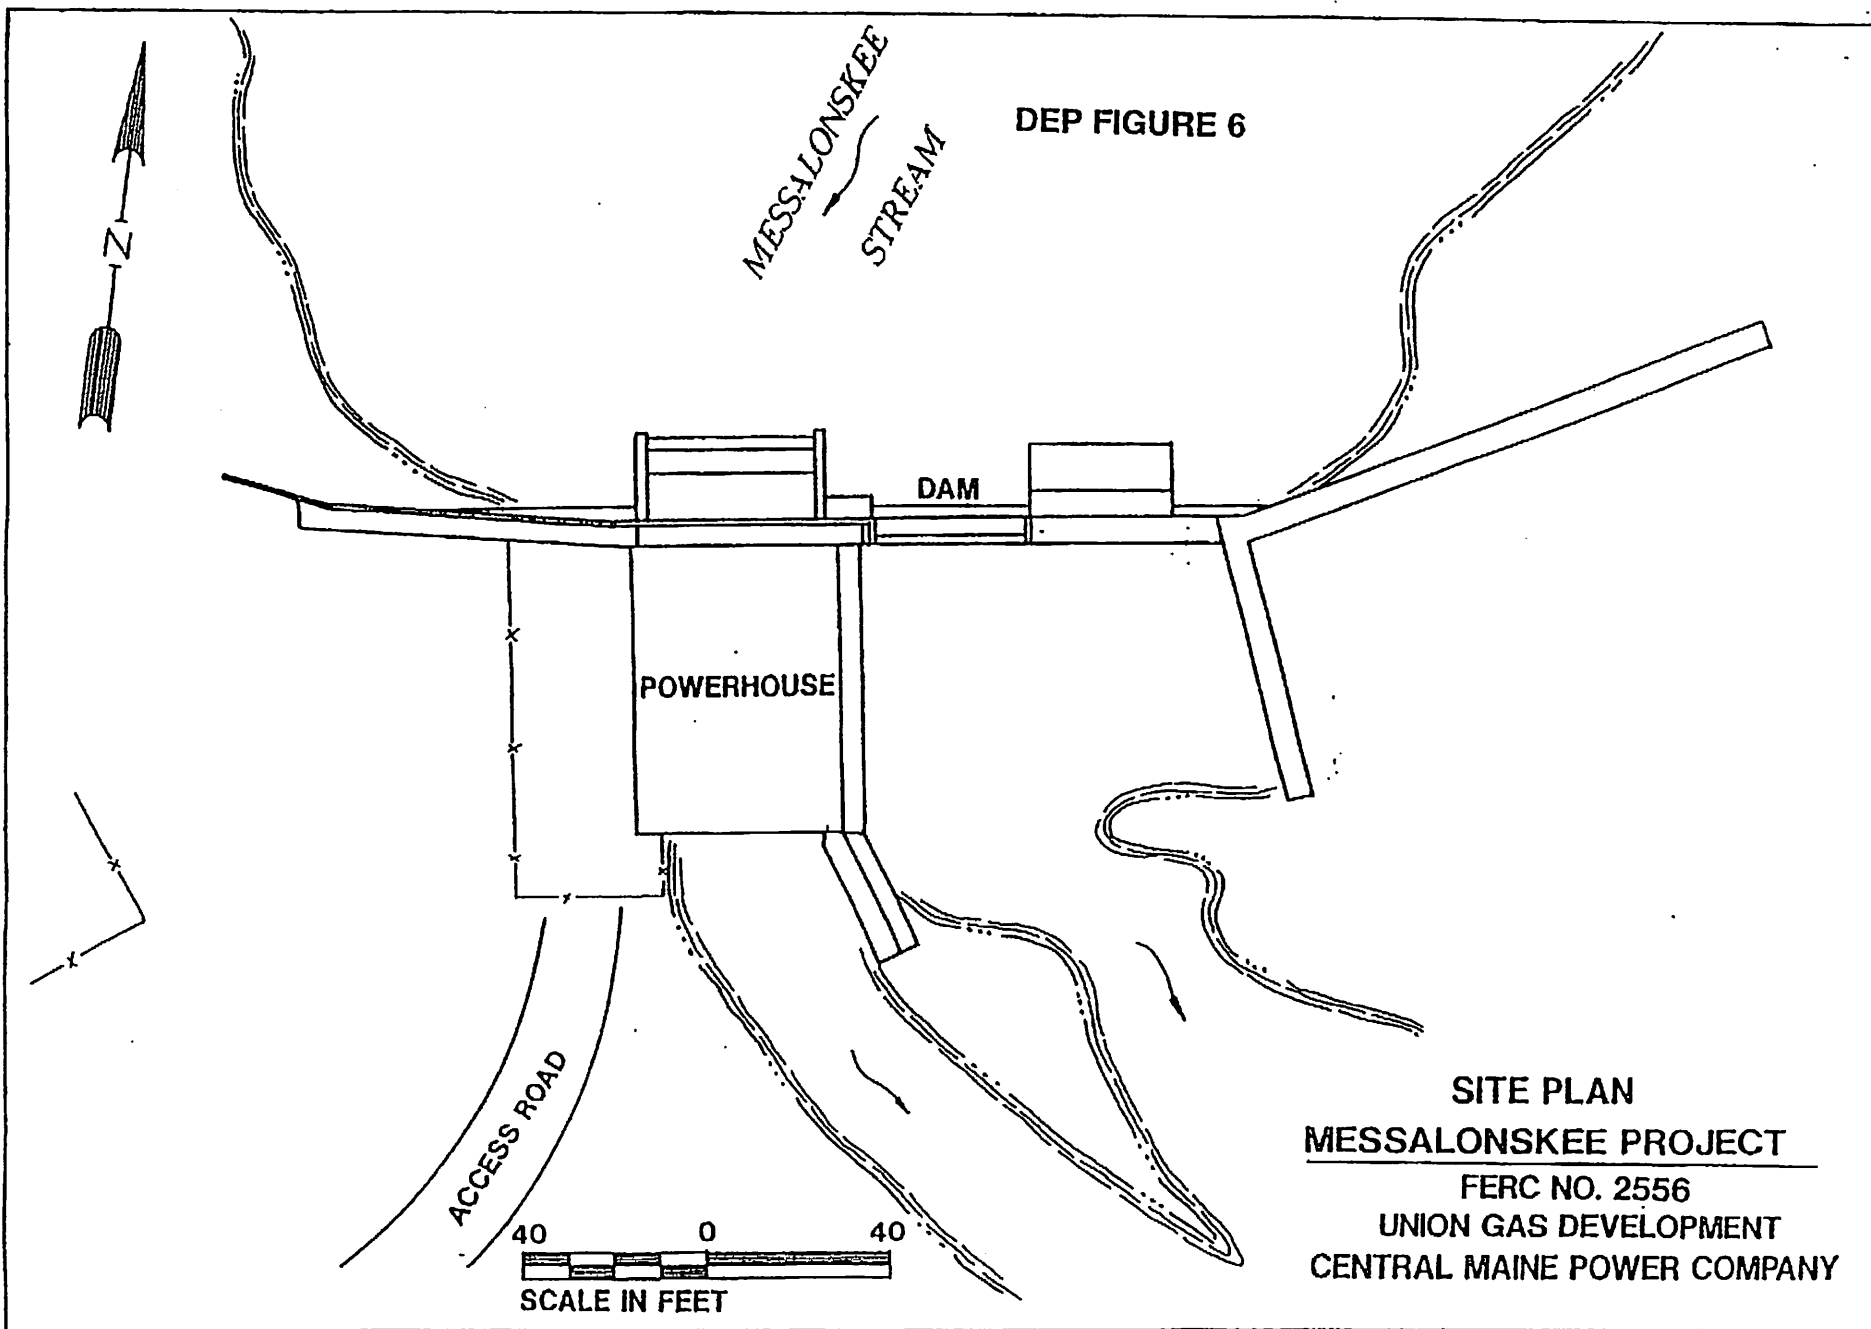 MESSALONSKEE
STREAM
DEP FIGURE 6
N
DAM
POWERHOUSE
ACCESS ROAD
40 0 40
SCALE IN FEET
SITE PLAN
MESSALONSKEE PROJECT
FERC NO. 2556
UNION GAS DEVELOPMENT
CENTRAL MAINE POWER COMPANY